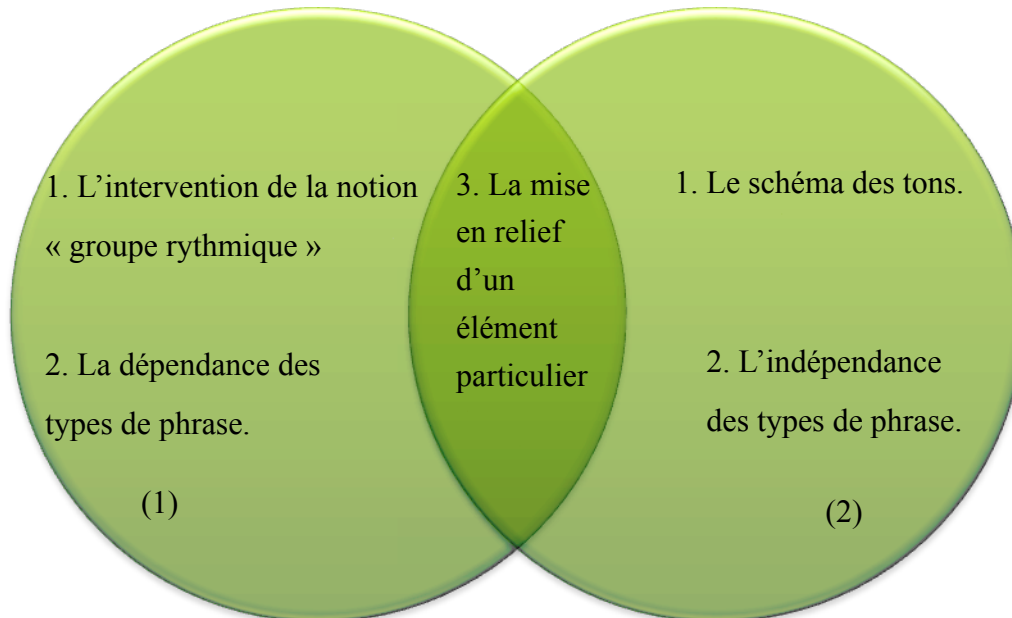 1. L’intervention de la notion
« groupe rythmique »
2. La dépendance des
types de phrase.
(1)
3. La mise
en relief
d’un
élément
particulier
1. Le schéma des tons.
2. L’indépendance
des types de phrase.
(2)